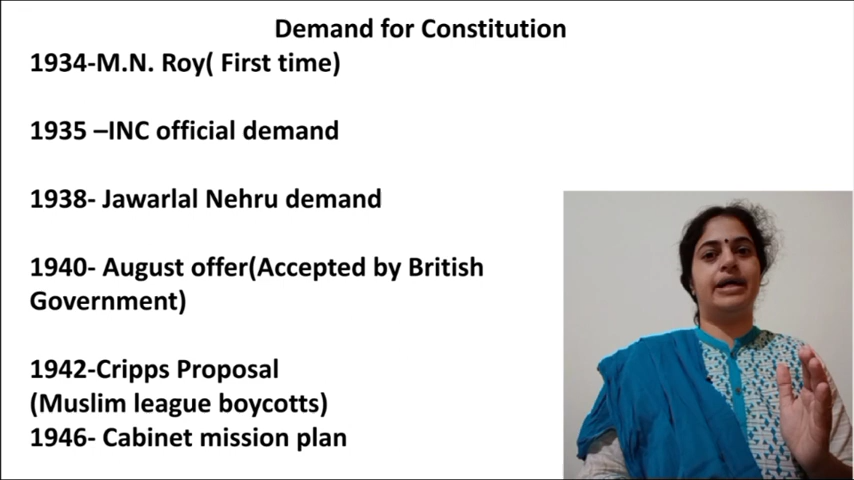 Demand for Constitution
1934-M.N. Roy( First time)
1935 –INC official demand
1938- Jawarlal Nehru demand
1940- August offer(Accepted by British
Government)
1942-Cripps Proposal
(Muslim league boycotts)
1946- Cabinet mission plan